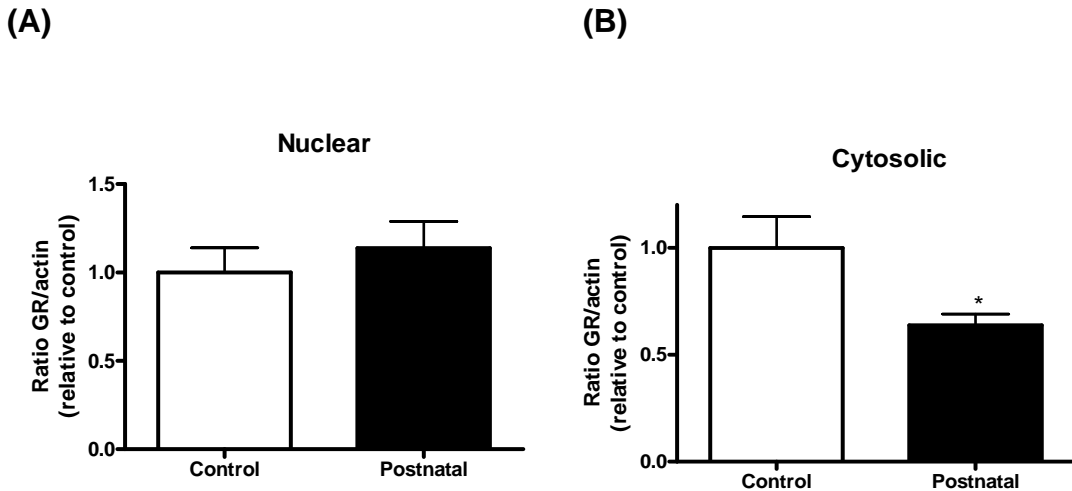 (A)
Nuclear
Ratio GR/actin
(relative to control)
1.5
1.0
0.5
0.0
Control
Postnatal
(B)
Cytosolic
Ratio GR/actin
(relative to control)
1.0
0.5
0.0
*
Control
Postnatal